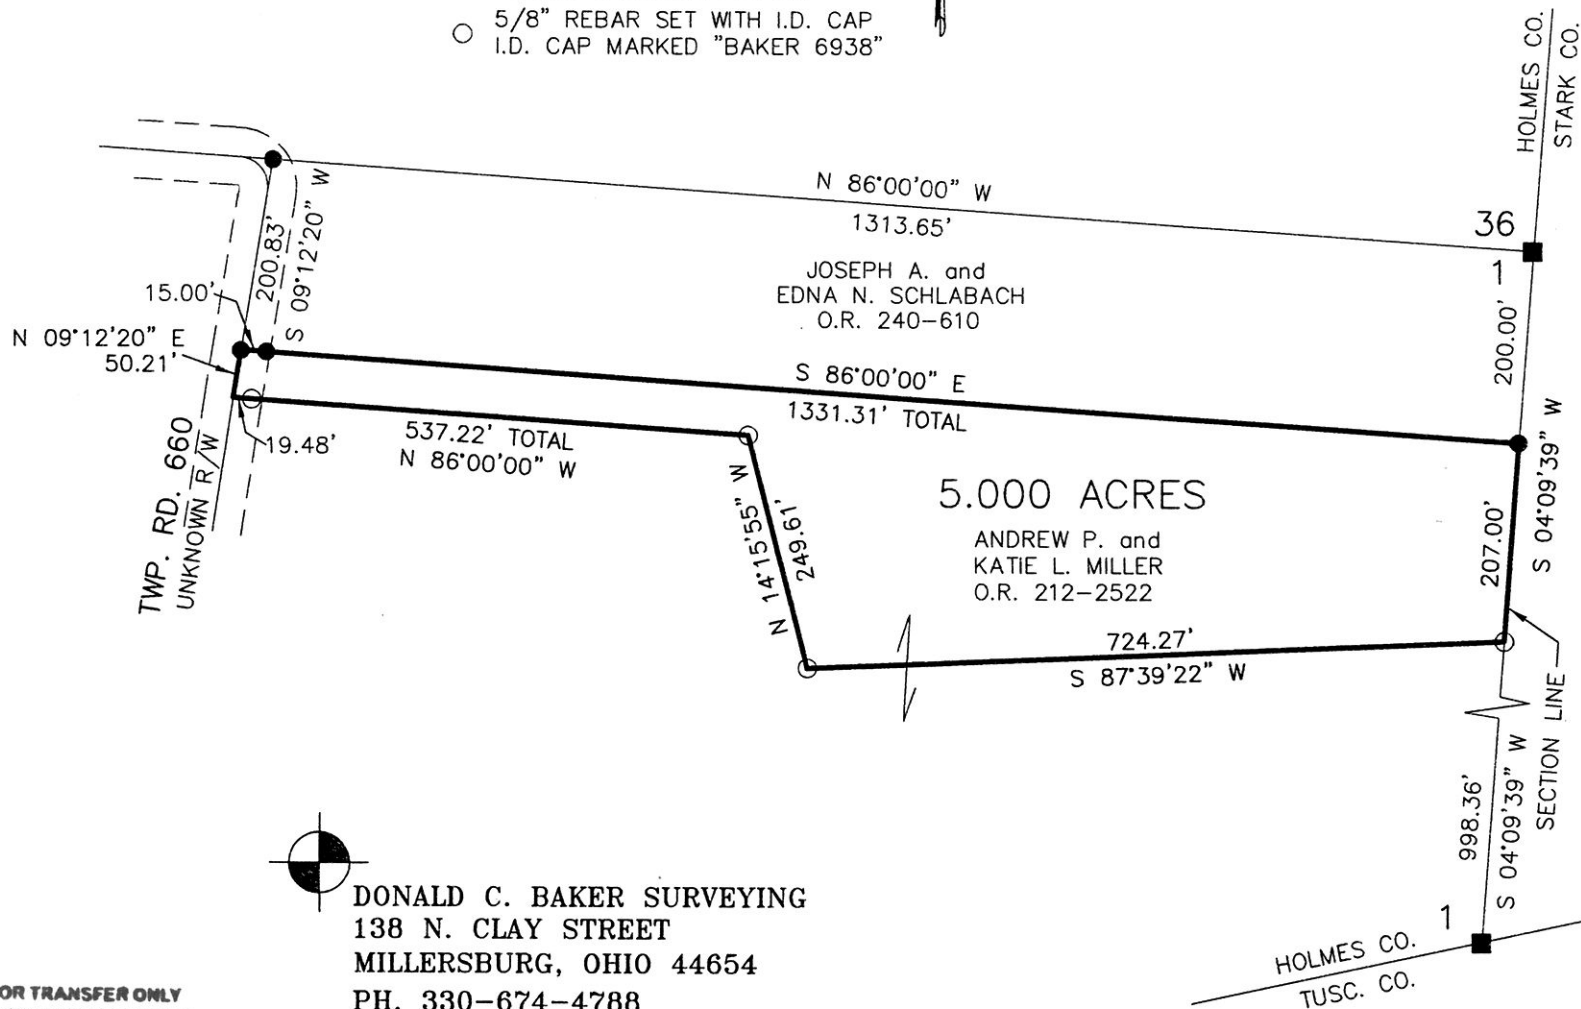 5/8" REBAR SET WITH I.D. CAP
I.D. CAP MARKED "BAKER 6938"
HOLMES CO.
STARK CO.
N 86°00'00" W
1313.65'
36
1
JOSEPH A. and
EDNA N. SCHLABACH
O.R. 240-610
200.83'
S 09°12'20" W
15.00'
N 09°12'20" E
50.21'
200.00'
S 86°00'00" E
1331.31' TOTAL
19.48'
537.22' TOTAL
N 86°00'00" W
TWP. RD. 660
UNKNOWN R/W
N 14°15'55" W
249.61'
5.000 ACRES
ANDREW P. and
KATIE L. MILLER
O.R. 212-2522
207.00'
S 04°09'39" W
724.27'
S 87°39'22" W
SECTION LINE
998.36'
S 04°09'39" W
1
HOLMES CO.
TUSC. CO.
DONALD C. BAKER SURVEYING
138 N. CLAY STREET
MILLERSBURG, OHIO 44654
PH. 330-674-4788
OR TRANSFER ONLY